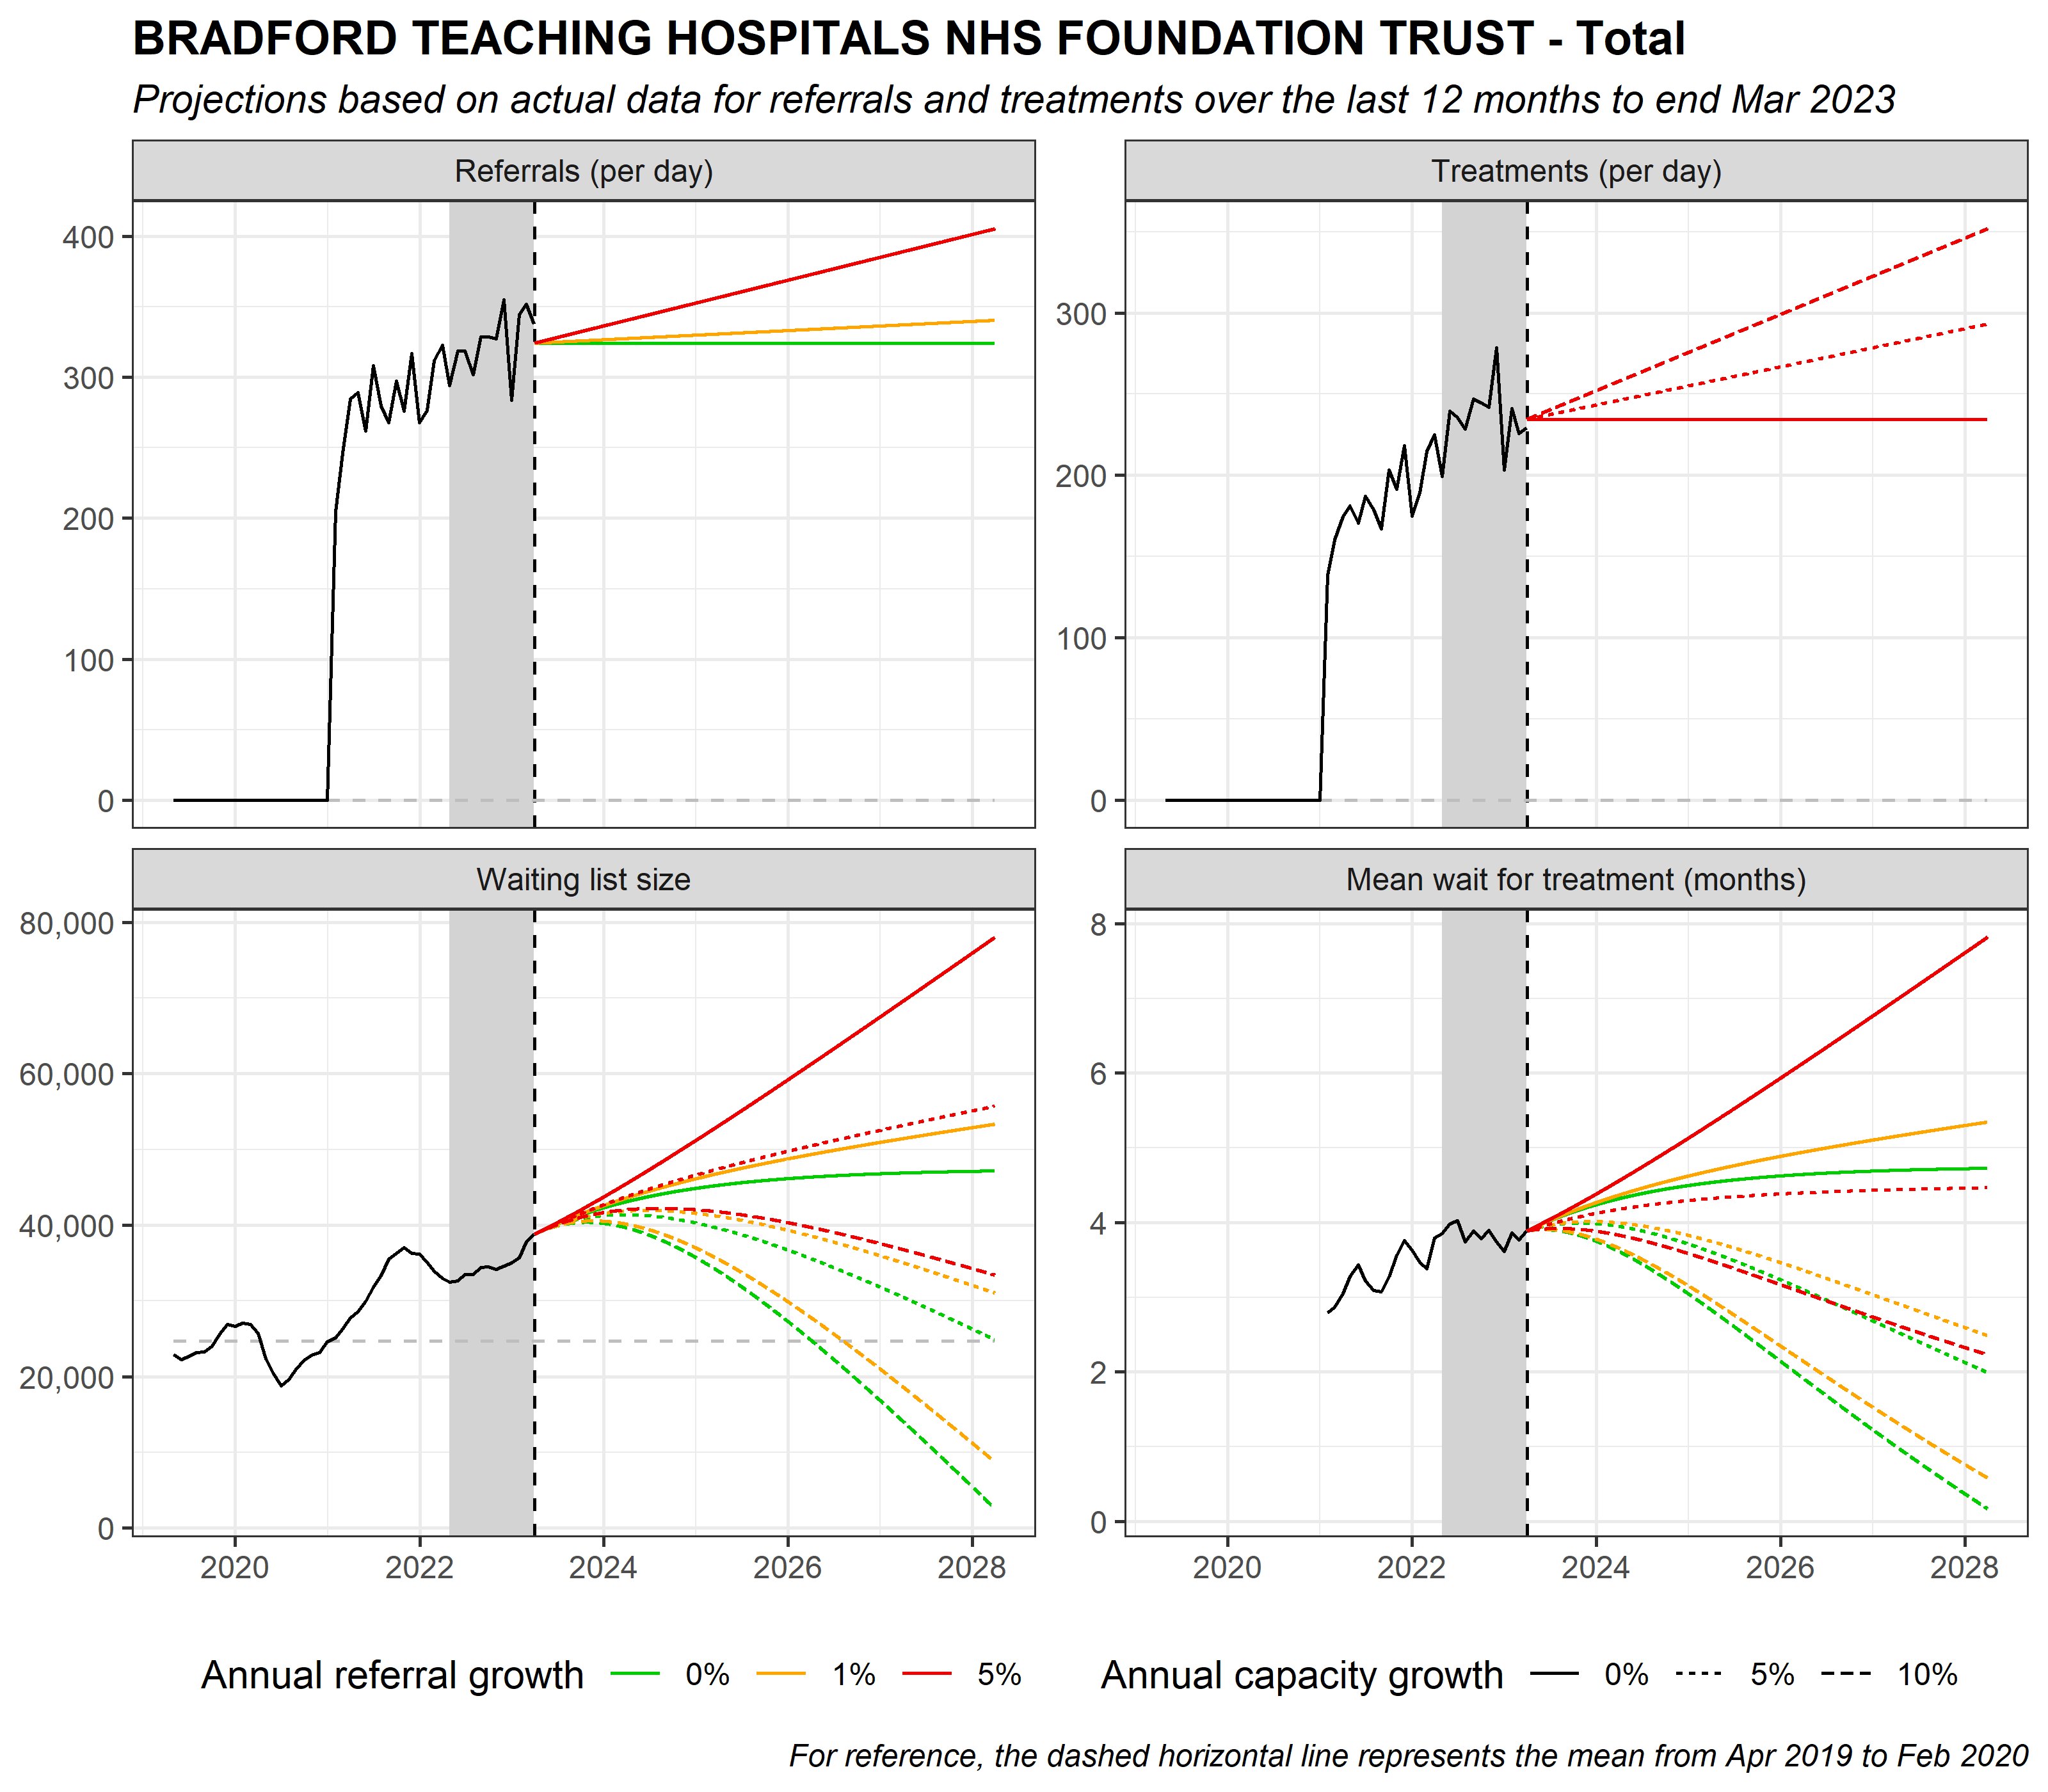 BRADFORD TEACHING HOSPITALS NHS FOUNDATION TRUST - Total
Projections based on actual data for referrals and treatments over the last 12 months to end Mar 2023
Referrals (per day)
400
300
200
100
0
Treatments (per day)
300
200
100
0
Waiting list size
80,000
60,000
40,000
20,000
0
2020 2022 2024 2026 2028
Mean wait for treatment (months)
8
6
4
2
0
2020 2022 2024 2026 2028
Annual referral growth 0% 1% 5%
Annual capacity growth 0% 5% 10%
For reference, the dashed horizontal line represents the mean from Apr 2019 to Feb 2020